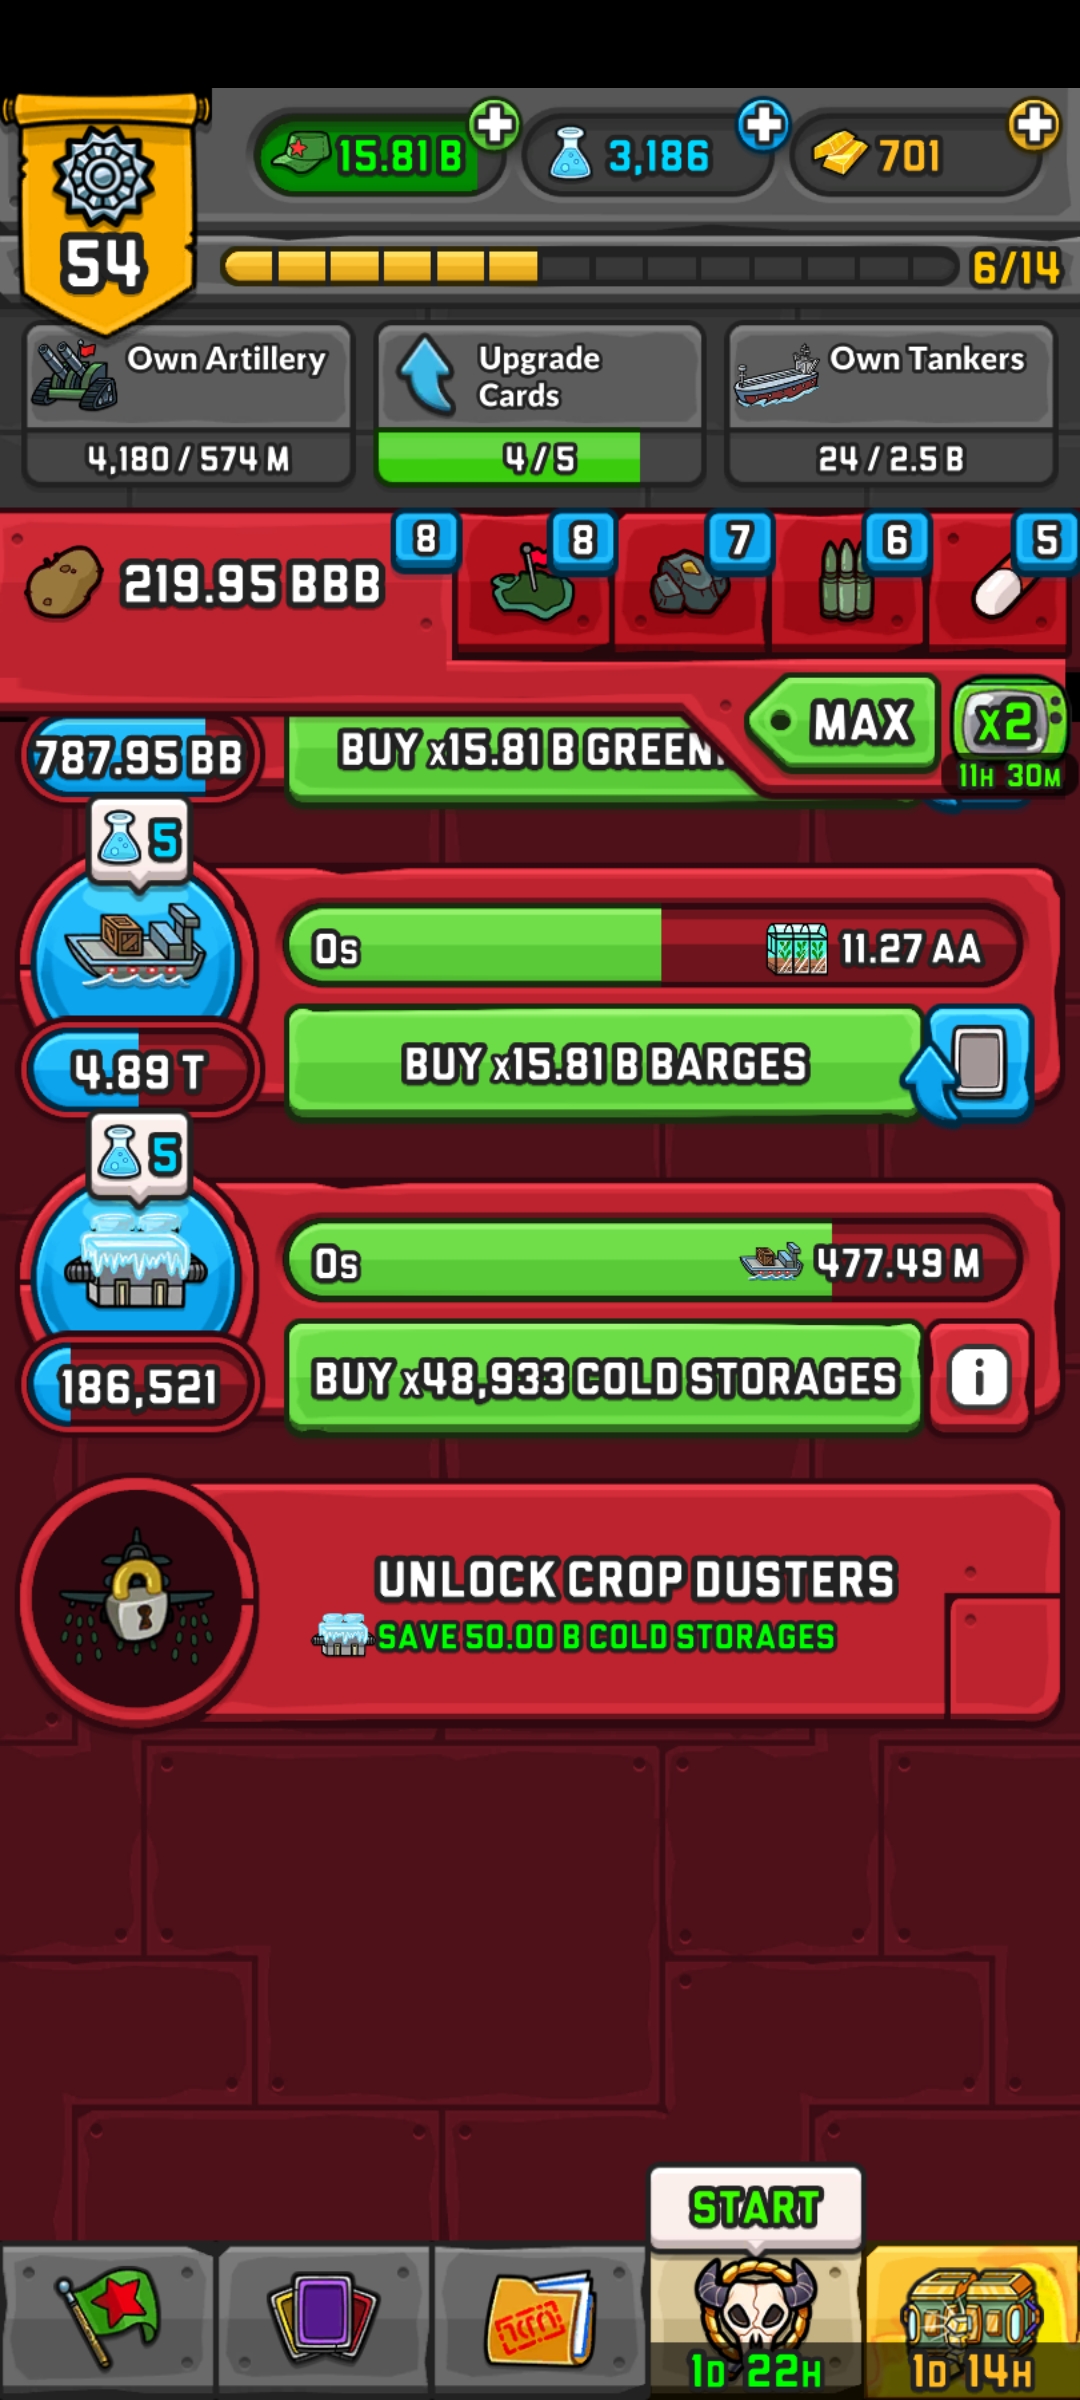 54
15.81 B
3,186
701
6/14
Own Artillery
4,180 / 574 M
Upgrade
Cards
4 / 5
Own Tankers
24 / 2.5 B
219.95 BBB
8
8
7
6
5
MAX
x2
11H 30M
787.95 BB
BUY x15.81 B GREEN
5
0s
11.27 AA
4.89 T
BUY x15.81 B BARGES
5
0s
477.49 M
186,521
BUY x48,933 COLD STORAGES
i
UNLOCK CROP DUSTERS
SAVE 50.00 B COLD STORAGES
START
1D 22H
1D 14H